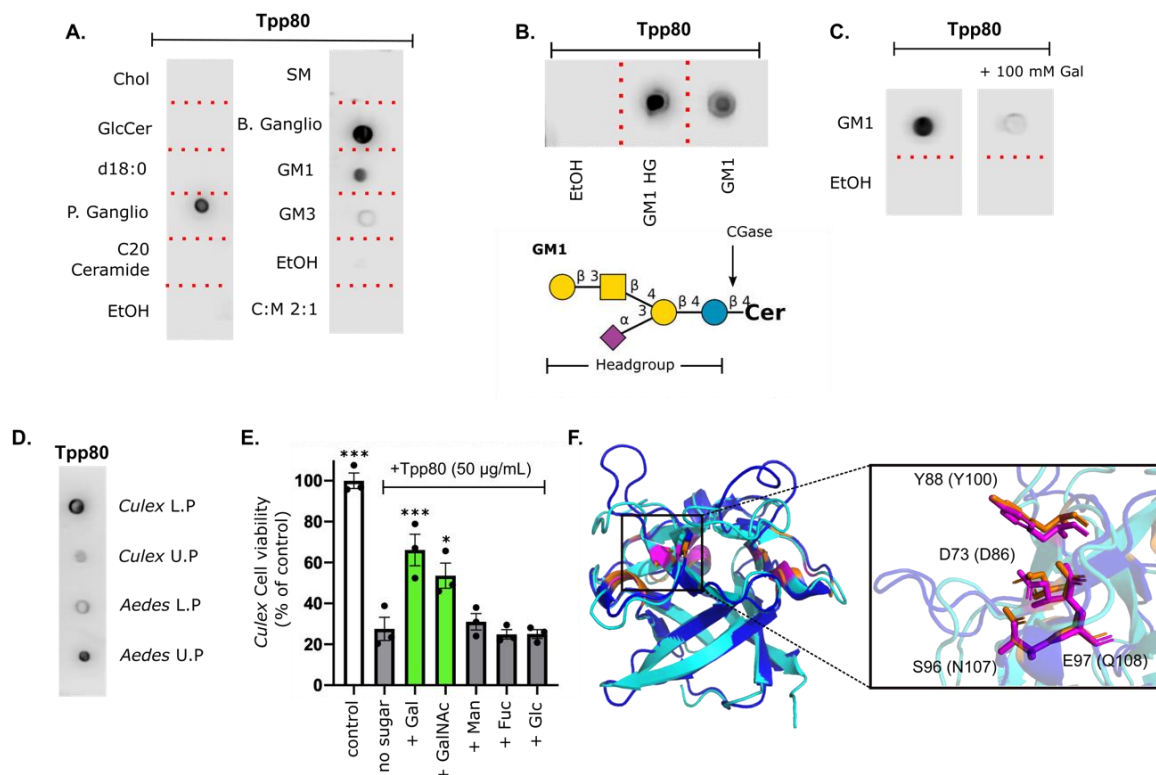 A.
Tpp80
Chol
GlcCer
d18:0
P. Ganglio
C20
Ceramide
EtOH
SM
B. Ganglio
GM1
GM3
EtOH
C:M 2:1
B.
Tpp80
EtOH
GM1 HG
GM1
GM1
CGase
β 3
β
4
3
α
β 4
β 4
Cer
Headgroup
C.
Tpp80
+ 100 mM Gal
GM1
EtOH
D.
Tpp80
Culex L.P
Culex U.P
Aedes L.P
Aedes U.P
E.
+Tpp80 (50 µg/mL)
***
***
*
Culex Cell viability
(% of control)
100
80
60
40
20
0
control
no sugar
+ Gal
+ GalNAc
+ Man
+ Fuc
+ Glc
F.
Y88 (Y100)
D73 (D86)
S96 (N107)
E97 (Q108)